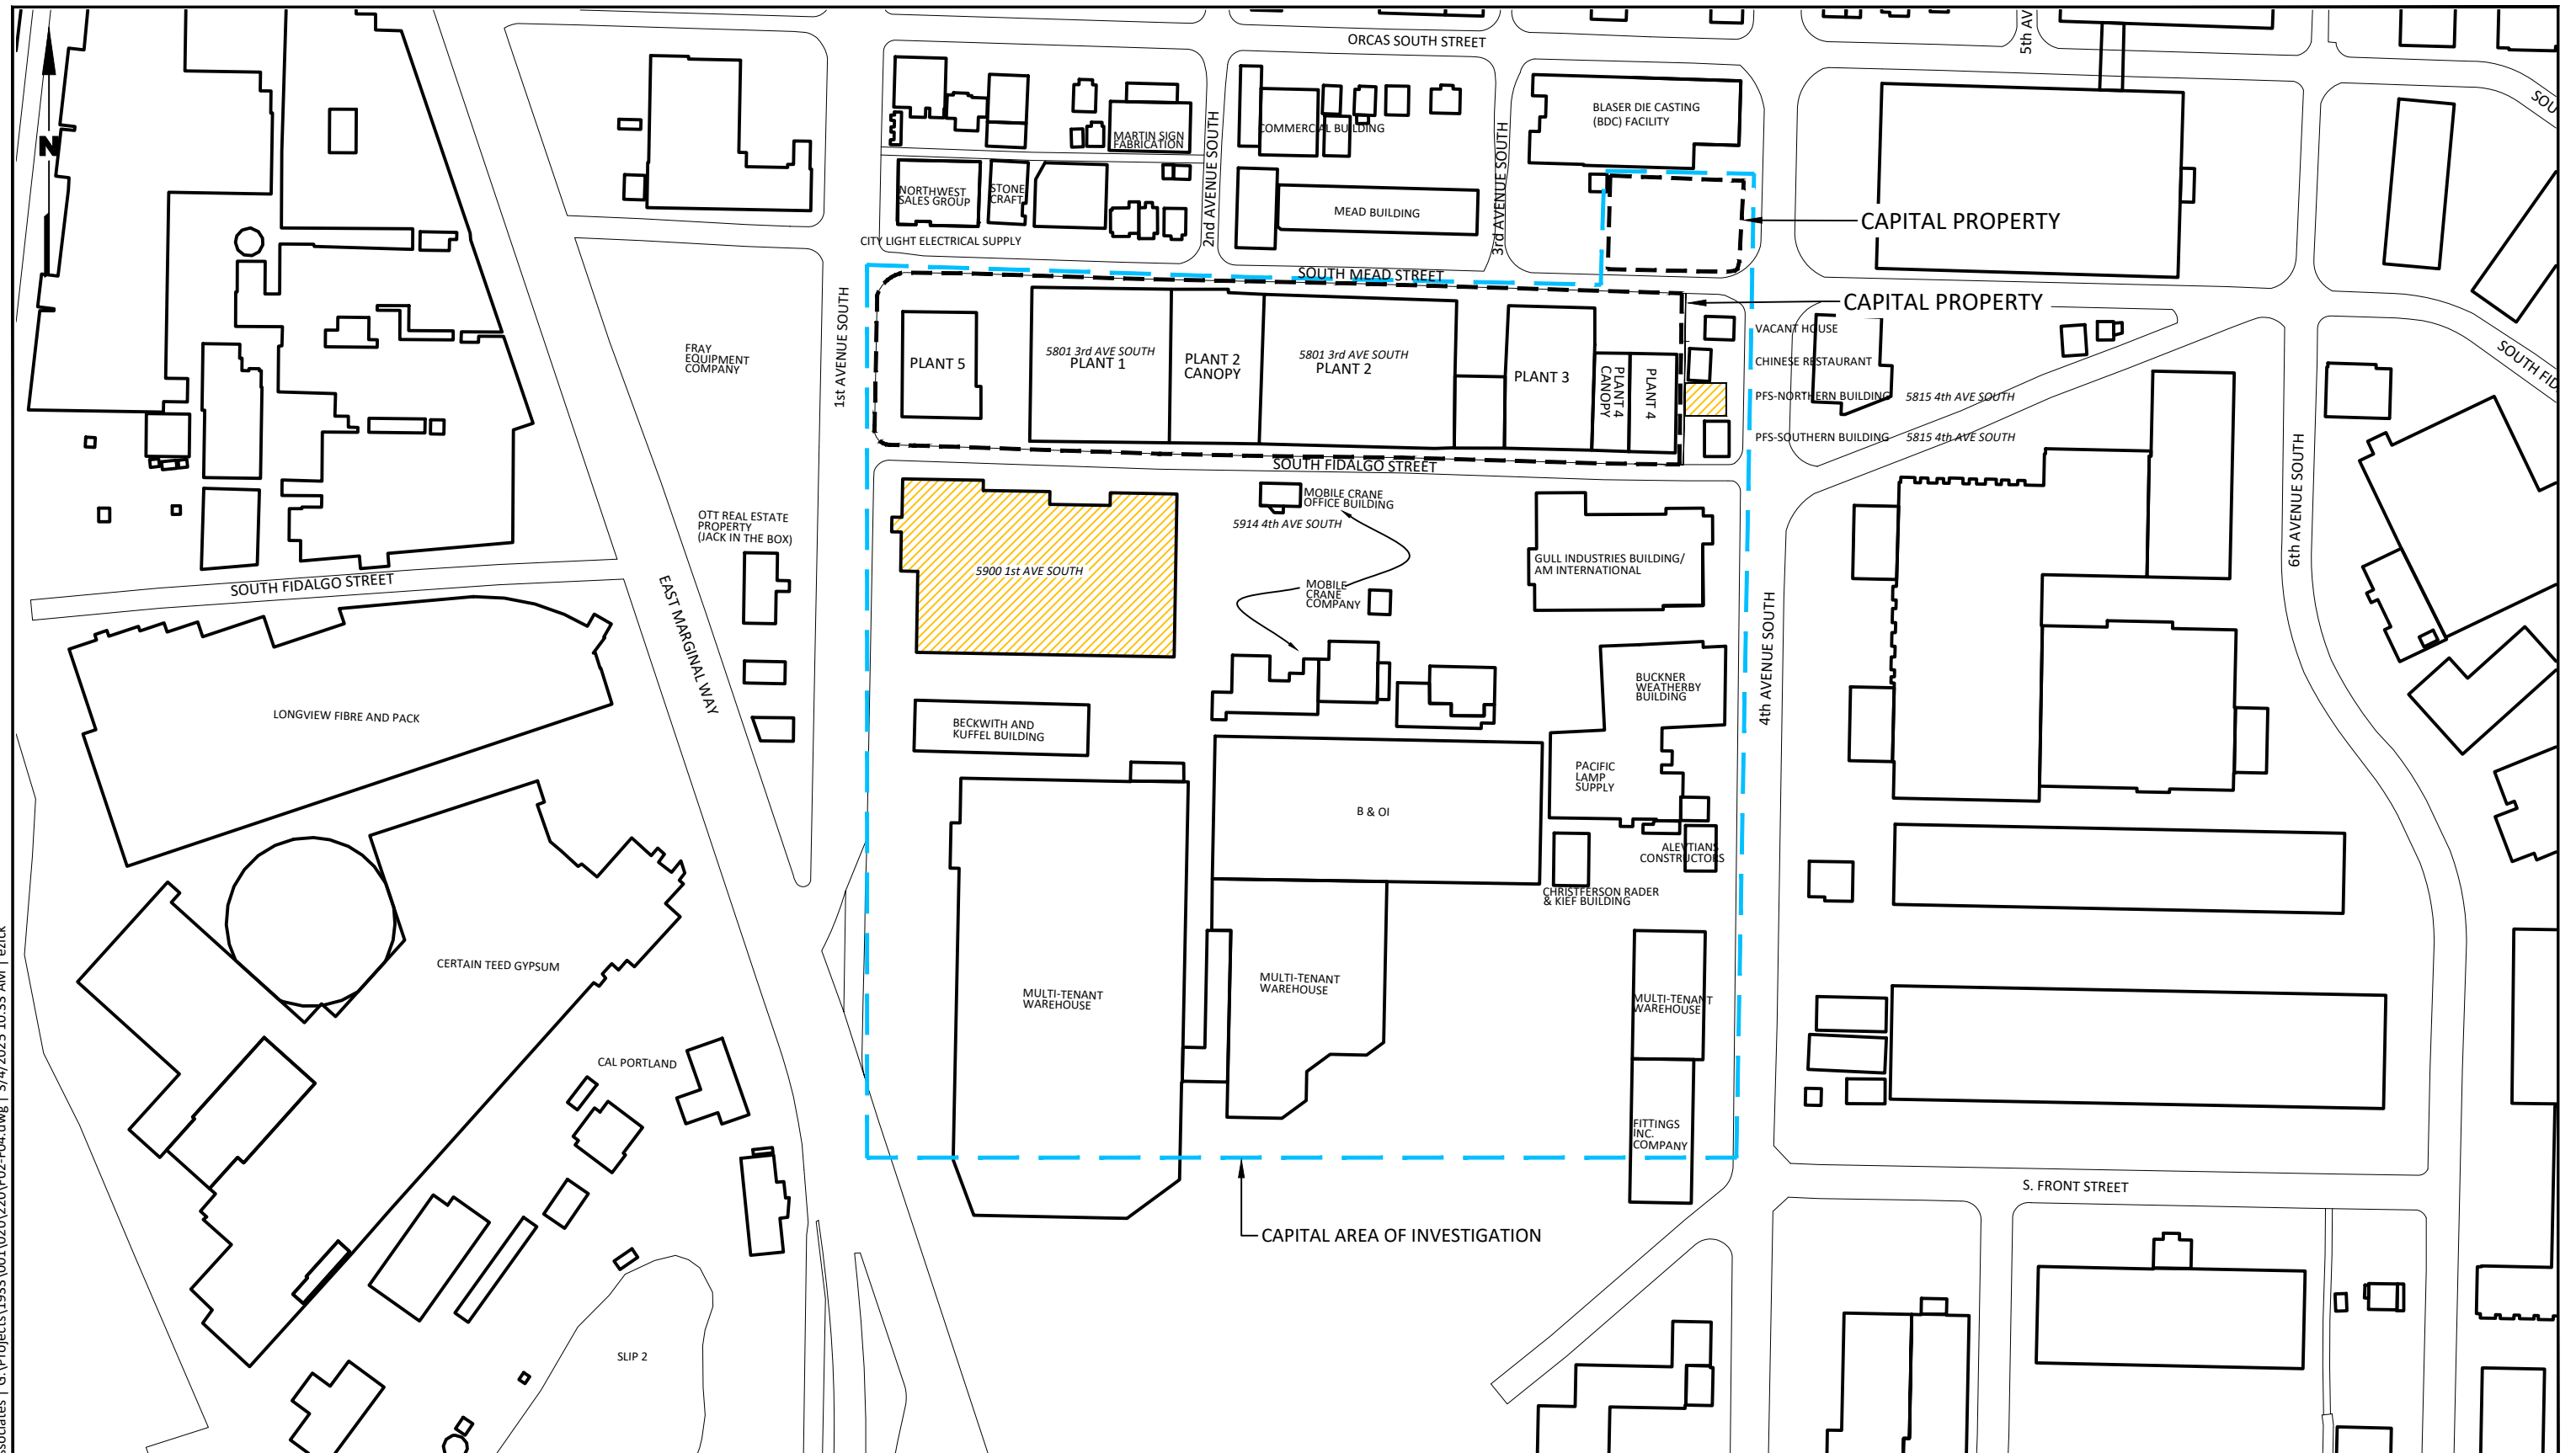 ORCAS SOUTH STREET
5th AV
SOU
N
BLASER DIE CASTING
(BDC) FACILITY
COMMERCIAL BUILDING
MARTIN SIGN
FABRICATION
2nd AVENUE SOUTH
3rd AVENUE SOUTH
NORTHWEST
SALES GROUP
STONE
CRAFT
MEAD BUILDING
CAPITAL PROPERTY
CITY LIGHT ELECTRICAL SUPPLY
SOUTH MEAD STREET
CAPITAL PROPERTY
1st AVENUE SOUTH
VACANT HOUSE
FRAY
EQUIPMENT
COMPANY
PLANT 5
5801 3rd AVE SOUTH
PLANT 1
PLANT 2
CANOPY
5801 3rd AVE SOUTH
PLANT 2
PLANT 3
PLANT 4
CANOPY
PLANT 4
CHINESE RESTAURANT
SOUTH FID
PFS-NORTHERN BUILDING
5815 4th AVE SOUTH
PFS-SOUTHERN BUILDING
5815 4th AVE SOUTH
SOUTH FIDALGO STREET
6th AVENUE SOUTH
MOBILE CRANE
OFFICE BUILDING
5914 4th AVE SOUTH
OTT REAL ESTATE
PROPERTY
(JACK IN THE BOX)
5900 1st AVE SOUTH
GULL INDUSTRIES BUILDING/
AM INTERNATIONAL
SOUTH FIDALGO STREET
EAST MARGINAL WAY
MOBILE
CRANE
COMPANY
4th AVENUE SOUTH
BUCKNER
WEATHERBY
BUILDING
LONGVIEW FIBRE AND PACK
BECKWITH AND
KUFFEL BUILDING
PACIFIC
LAMP
SUPPLY
B & OI
ALEVTIANS
CONSTRUCTORS
CHRISTFERSON RADER
& KIEF BUILDING
CERTAIN TEED GYPSUM
MULTI-TENANT
WAREHOUSE
MULTI-TENANT
WAREHOUSE
MULTI-TENANT
WAREHOUSE
CAL PORTLAND
FITTINGS
INC.
COMPANY
S. FRONT STREET
CAPITAL AREA OF INVESTIGATION
SLIP 2